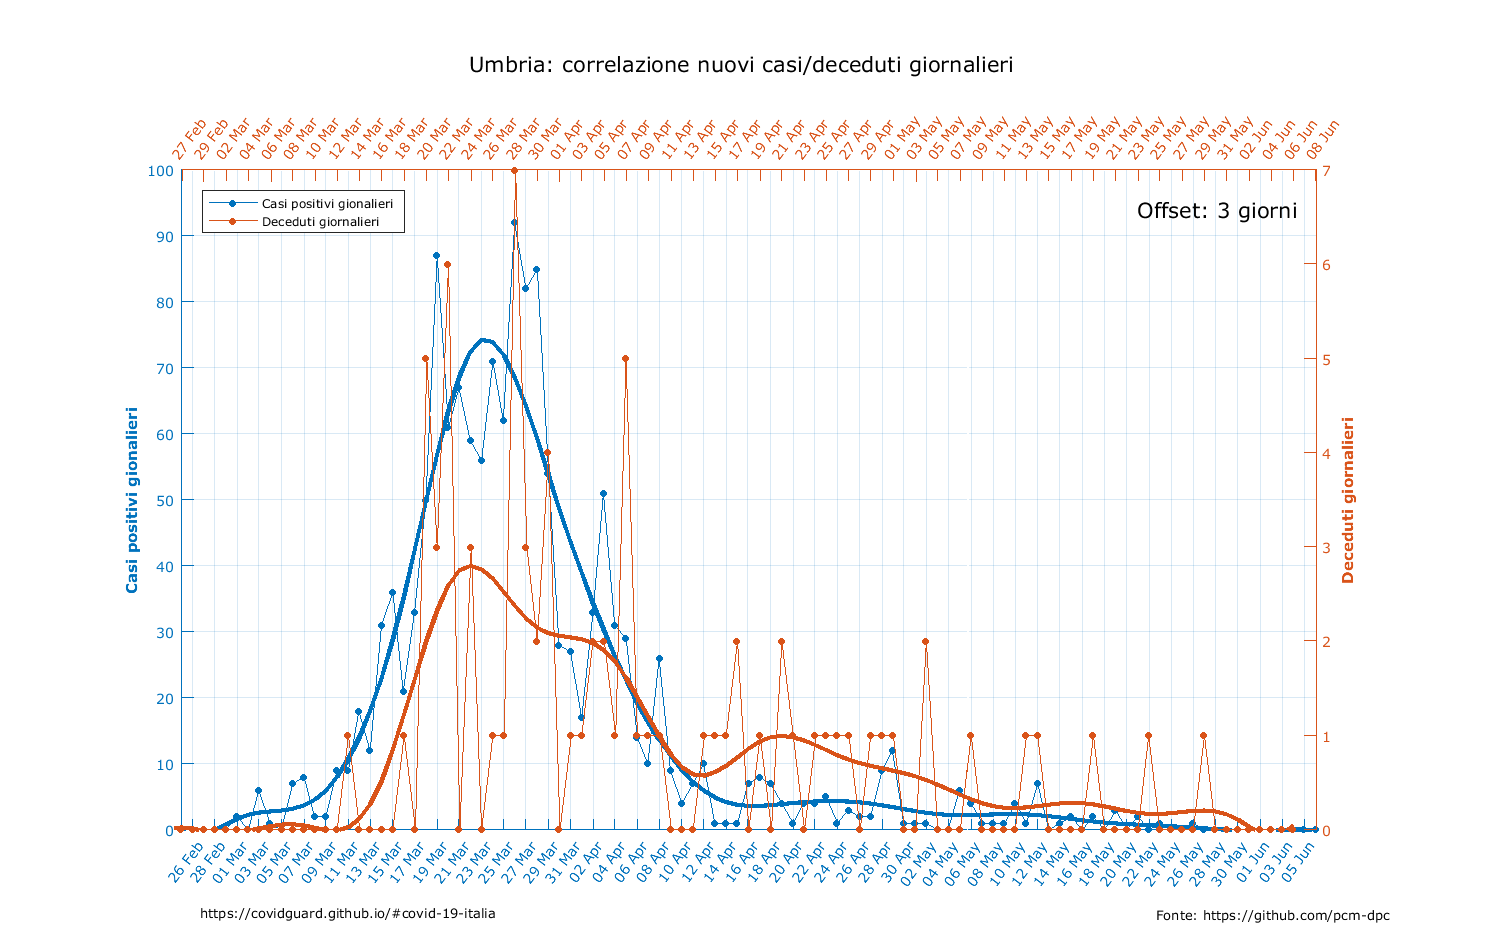 Umbria: correlazione nuovi casi/deceduti giornalieri
27 Feb 29 Feb 02 Mar 04 Mar 06 Mar 08 Mar 10 Mar 12 Mar 14 Mar 16 Mar 18 Mar 20 Mar 22 Mar 24 Mar 26 Mar 28 Mar 30 Mar 01 Apr 03 Apr 05 Apr 07 Apr 09 Apr 11 Apr 13 Apr 15 Apr 17 Apr 19 Apr 21 Apr 23 Apr 25 Apr 27 Apr 29 Apr 01 May 03 May 05 May 07 May 09 May 11 May 13 May 15 May 17 May 19 May 21 May 23 May 25 May 27 May 29 May 31 May 02 Jun 04 Jun 06 Jun 08 Jun
100 7
Casi positivi gionalieri
Deceduti giornalieri
Offset: 3 giorni
90
6
80
70
5
60
4
50
Casi positivi gionalieri
Deceduti giornalieri
40
3
30
2
20
10
1
0 0
26 Feb 28 Feb 01 Mar 03 Mar 05 Mar 07 Mar 09 Mar 11 Mar 13 Mar 15 Mar 17 Mar 19 Mar 21 Mar 23 Mar 25 Mar 27 Mar 29 Mar 31 Mar 02 Apr 04 Apr 06 Apr 08 Apr 10 Apr 12 Apr 14 Apr 16 Apr 18 Apr 20 Apr 22 Apr 24 Apr 26 Apr 28 Apr 30 Apr 02 May 04 May 06 May 08 May 10 May 12 May 14 May 16 May 18 May 20 May 22 May 24 May 26 May 28 May 30 May 01 Jun 03 Jun 05 Jun
https://covidguard.github.io/#covid-19-italia
Fonte: https://github.com/pcm-dpc